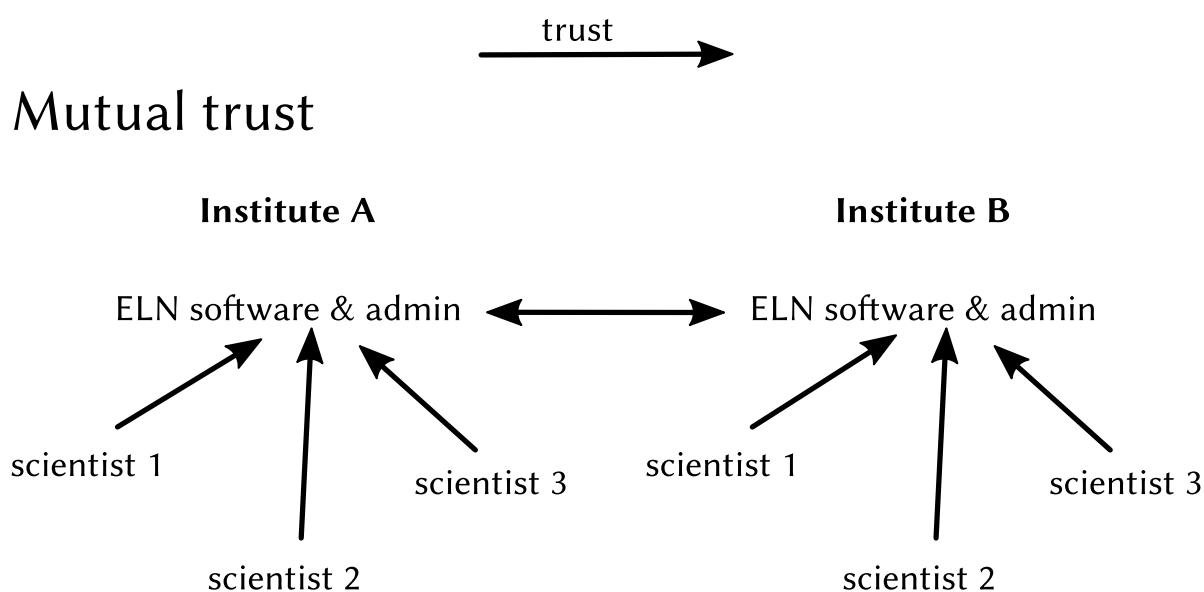 trust
Mutual trust
Institute A
Institute B
ELN software & admin
ELN software & admin
scientist 1
scientist 3
scientist 1
scientist 3
scientist 2
scientist 2